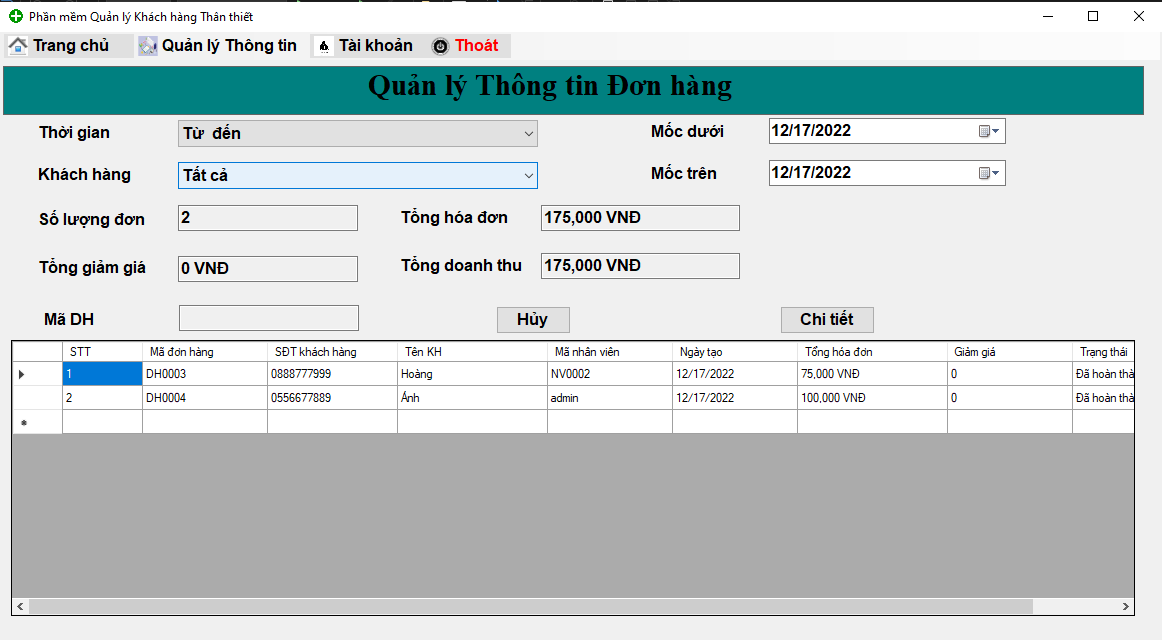 Phần mềm Quản lý Khách hàng Thân thiết
Trang chủ Quản lý Thông tin Tài khoản Thoát
Quản lý Thông tin Đơn hàng
Thời gian Từ đến Mốc dưới 12/17/2022
Khách hàng Tất cả Mốc trên 12/17/2022
Số lượng đơn 2 Tổng hóa đơn 175,000 VNĐ
Tổng giảm giá 0 VNĐ Tổng doanh thu 175,000 VNĐ
Mã DH Hủy Chi tiết
STT Mã đơn hàng SĐT khách hàng Tên KH Mã nhân viên Ngày tạo Tổng hóa đơn Giảm giá Trạng thái
1 DH0003 0888777999 Hoàng NV0002 12/17/2022 75,000 VNĐ 0 Đã hoàn thà
2 DH0004 0556677889 Ánh admin 12/17/2022 100,000 VNĐ 0 Đã hoàn thà